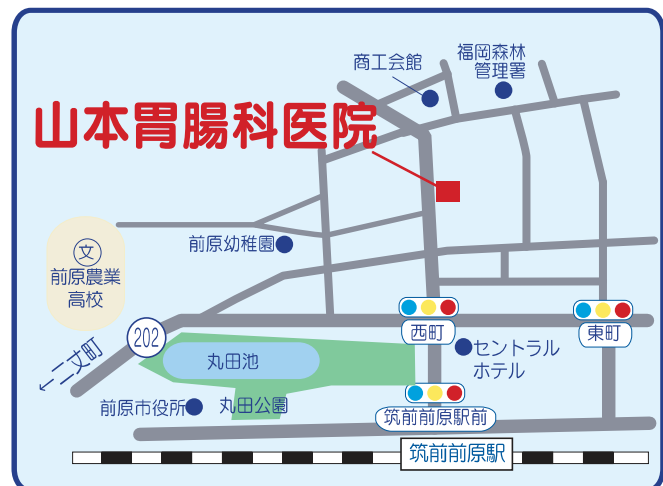 商工会館
福岡森林
管理署
山本胃腸科医院
前原幼稚園
文
前原農業
高校
202
←二丈町
西町
東町
セントラル
ホテル
丸田池
丸田公園
前原市役所
筑前前原駅前
筑前前原駅